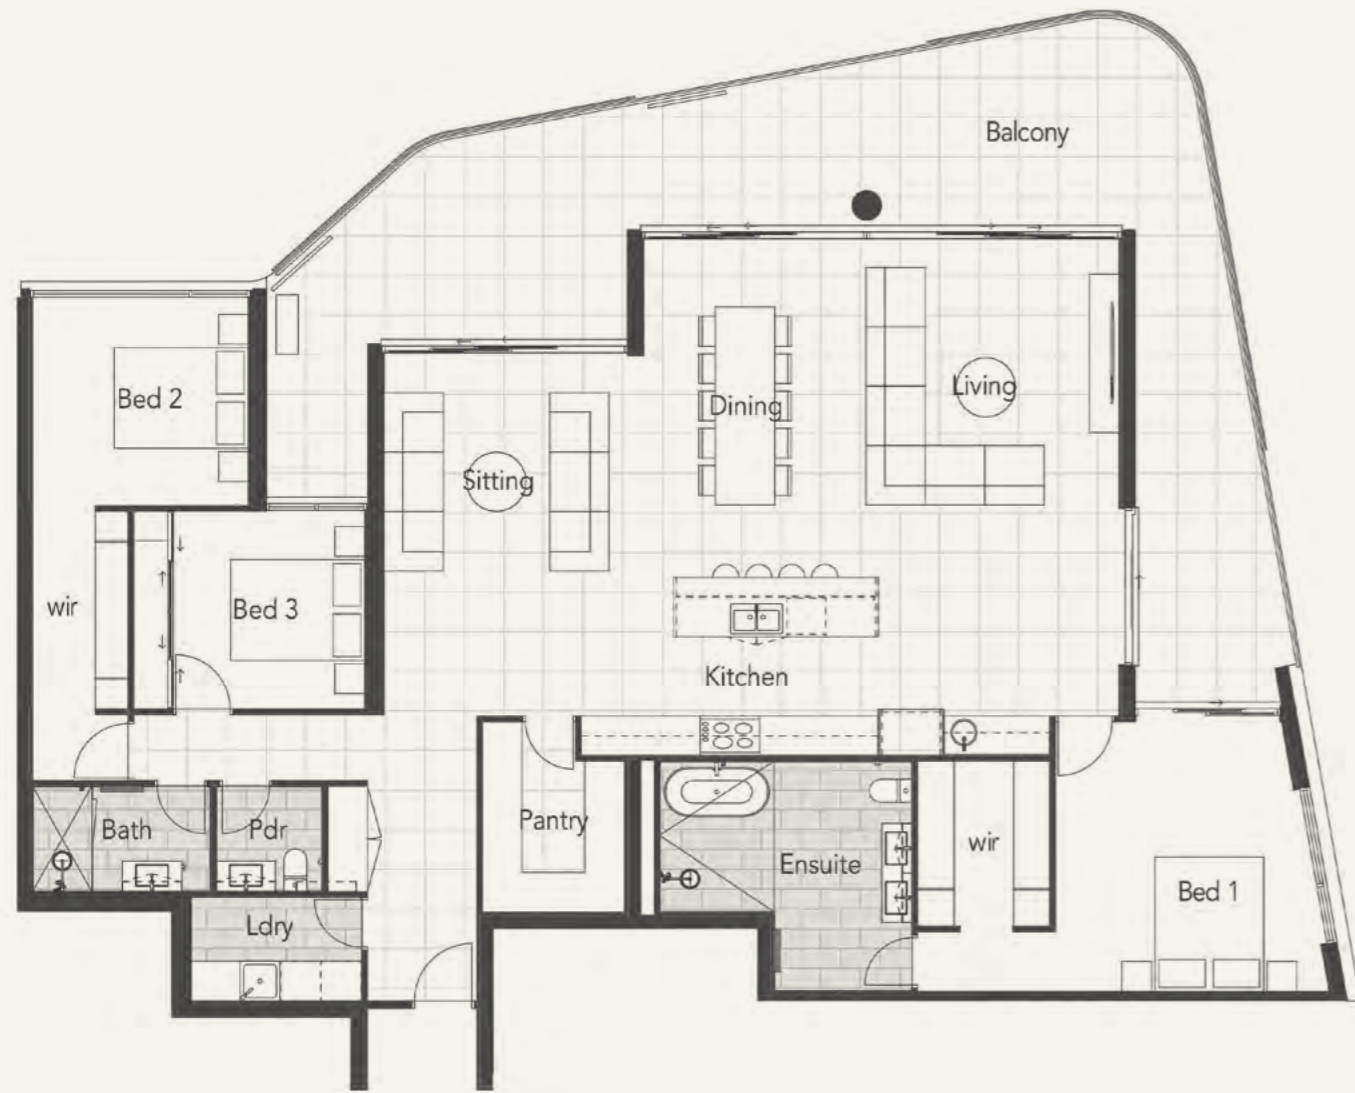 Balcony
Bed 2
Living
Dining
Sitting
wir
Bed 3
Kitchen
Bath
Pdr
Pantry
Ensuite
wir
Bed 1
Ldry